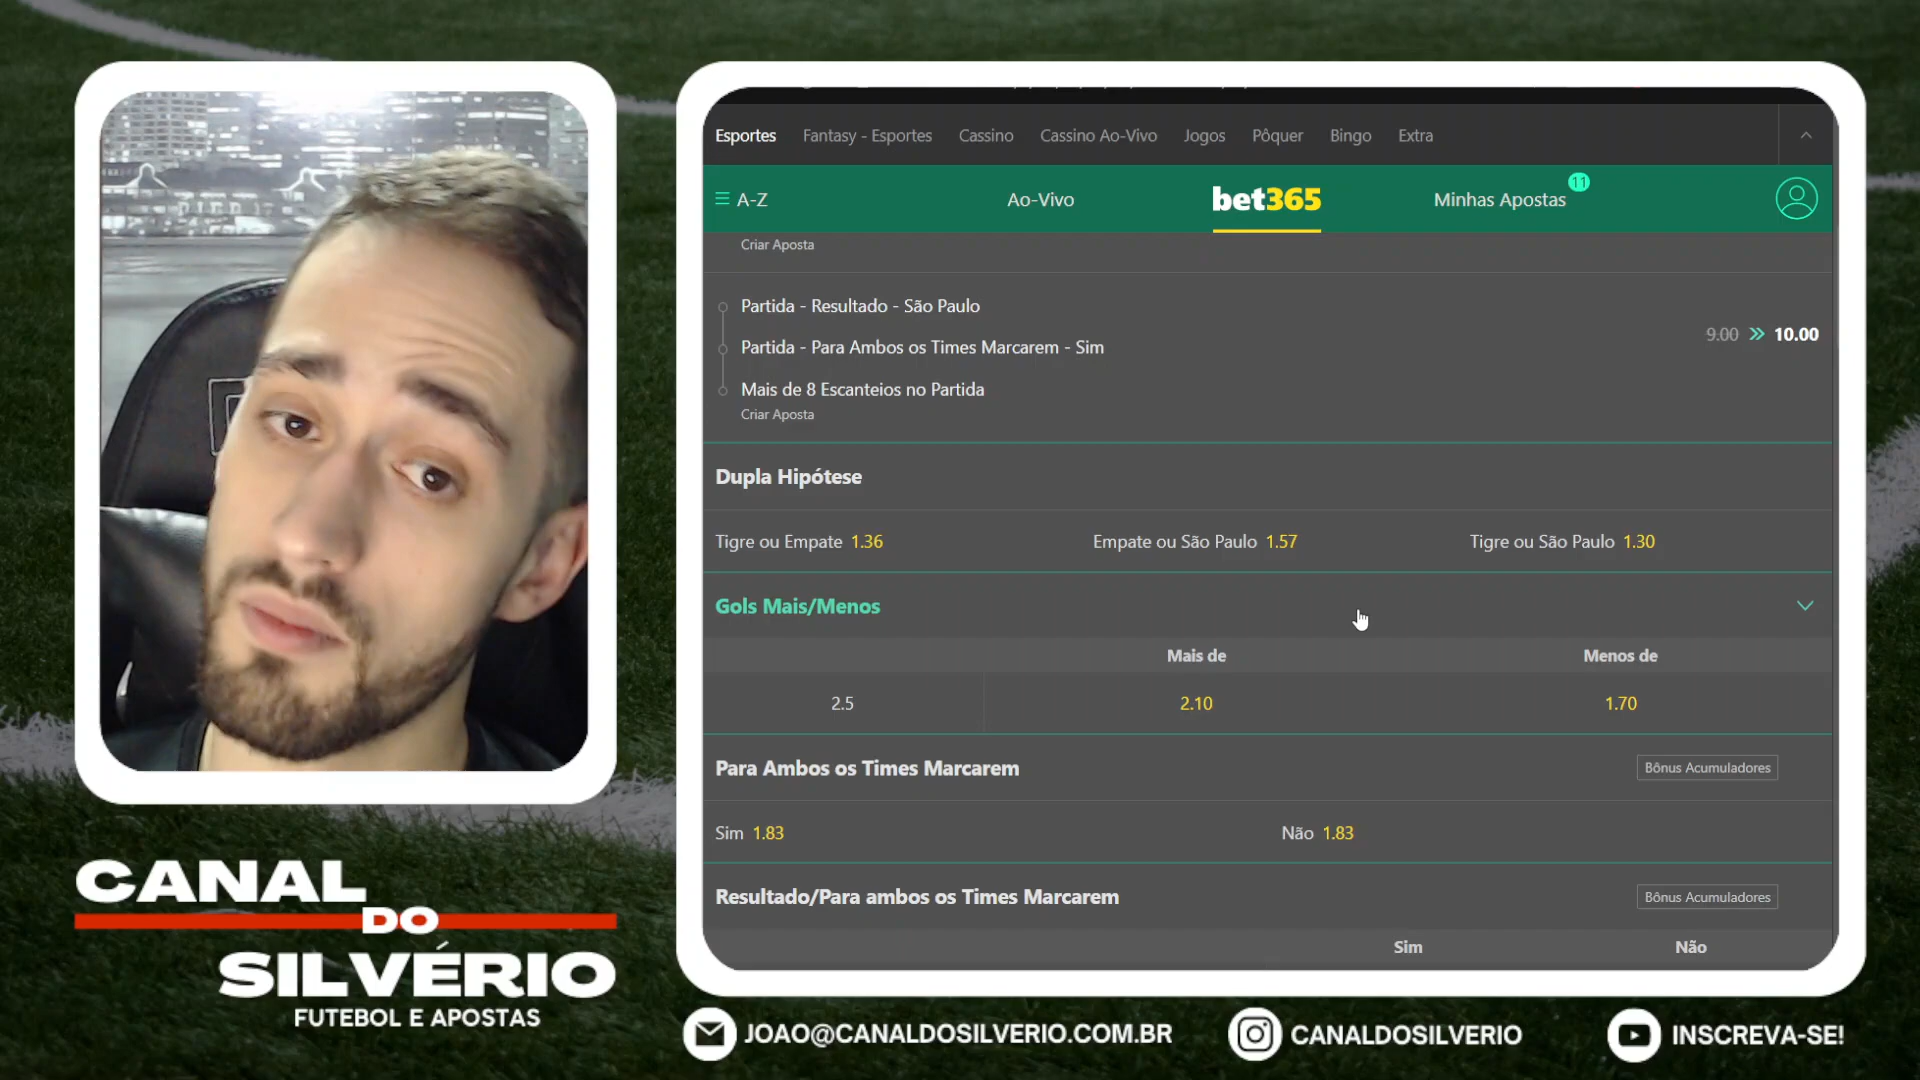 Esportes Fantasy - Esportes Cassino Cassino Ao-Vivo Jogos Pôquer Bingo Extra
A-Z Ao-Vivo bet365 Minhas Apostas 11
Criar Aposta
Partida - Resultado - São Paulo
9.00 10.00
Partida - Para Ambos os Times Marcarem - Sim
Mais de 8 Escanteios no Partida
Criar Aposta
Dupla Hipótese
Tigre ou Empate 1.36 Empate ou São Paulo 1.57 Tigre ou São Paulo 1.30
Gols Mais/Menos
Mais de Menos de
2.5 2.10 1.70
Para Ambos os Times Marcarem Bônus Acumuladores
Sim 1.83 Não 1.83
Resultado/Para ambos os Times Marcarem Bônus Acumuladores
Sim Não
CANAL
DO
SILVÉRIO
FUTEBOL E APOSTAS
JOAO@CANALDOSILVERIO.COM.BR CANALDOSILVERIO INSCREVA-SE!